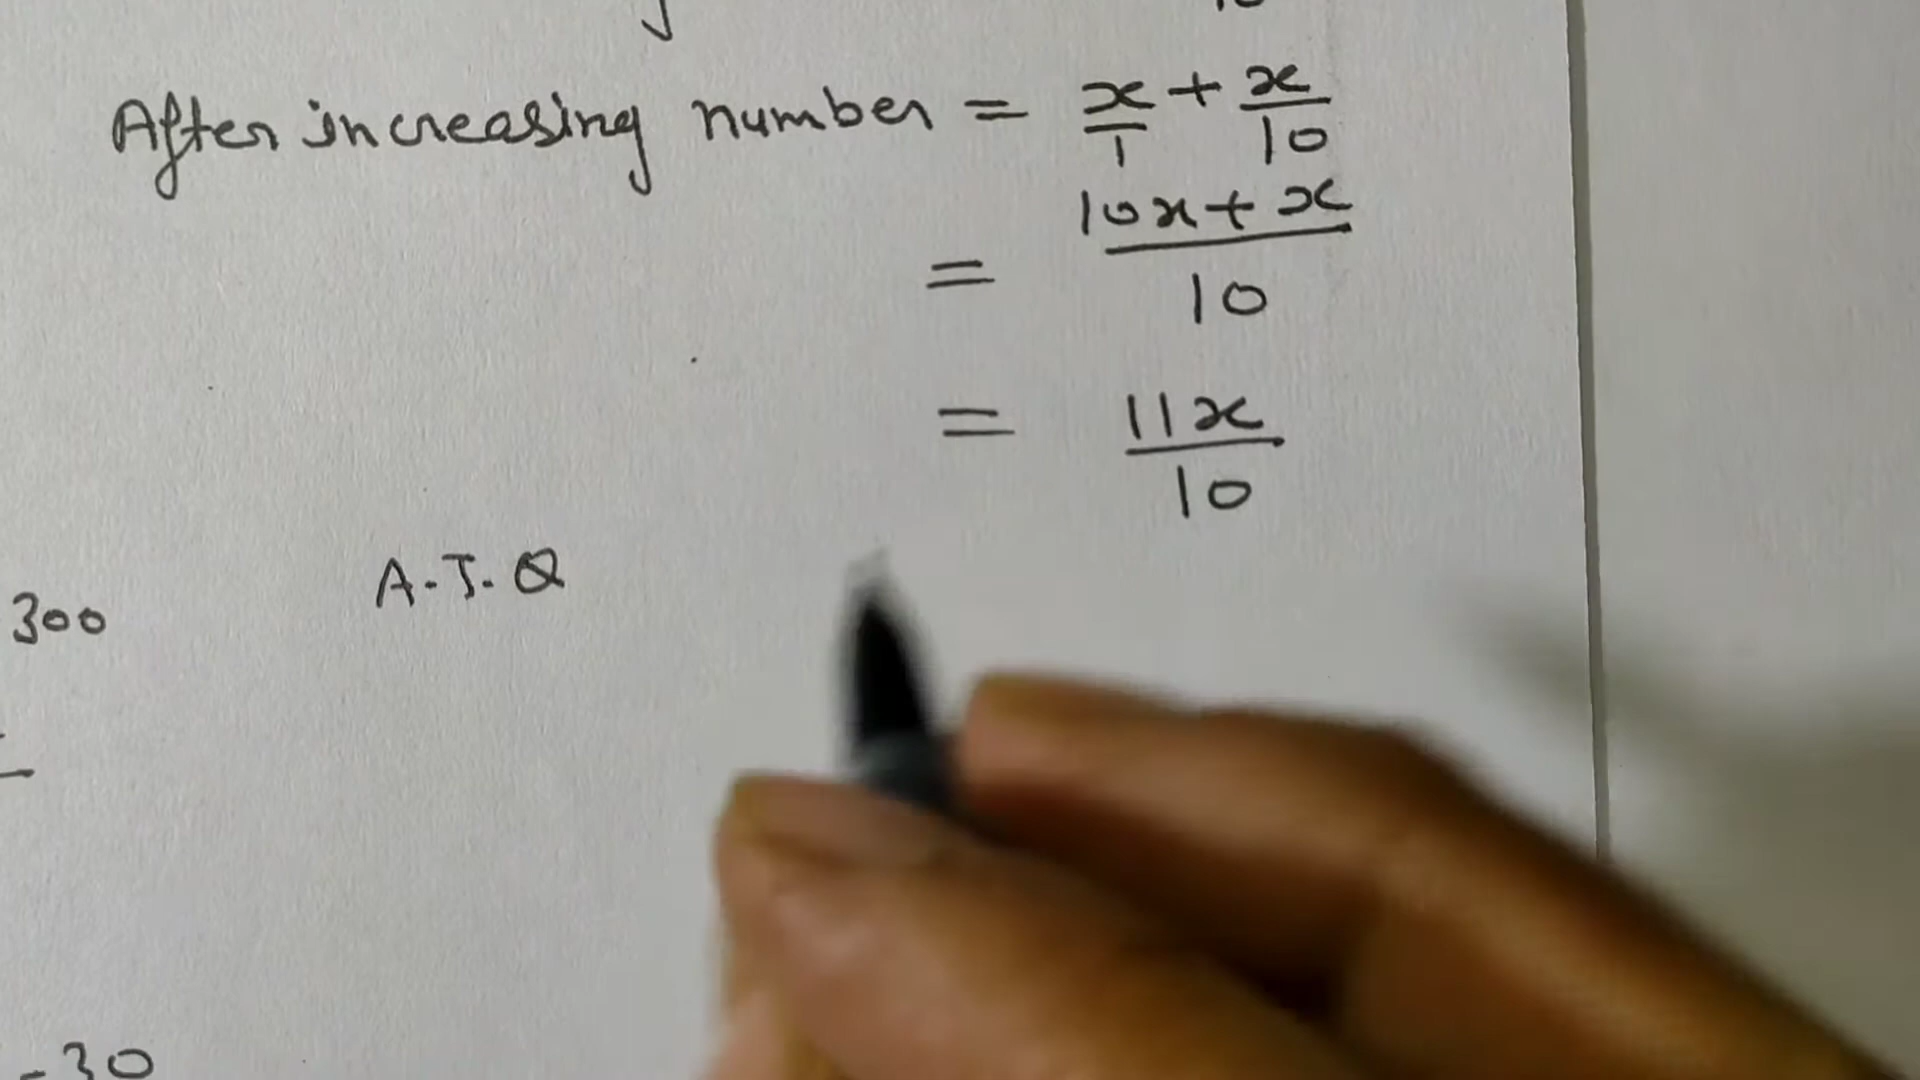 After increasing number = x/1 + x/10
= 10x + x/10
= 11x/10
A.T.Q
300
-30